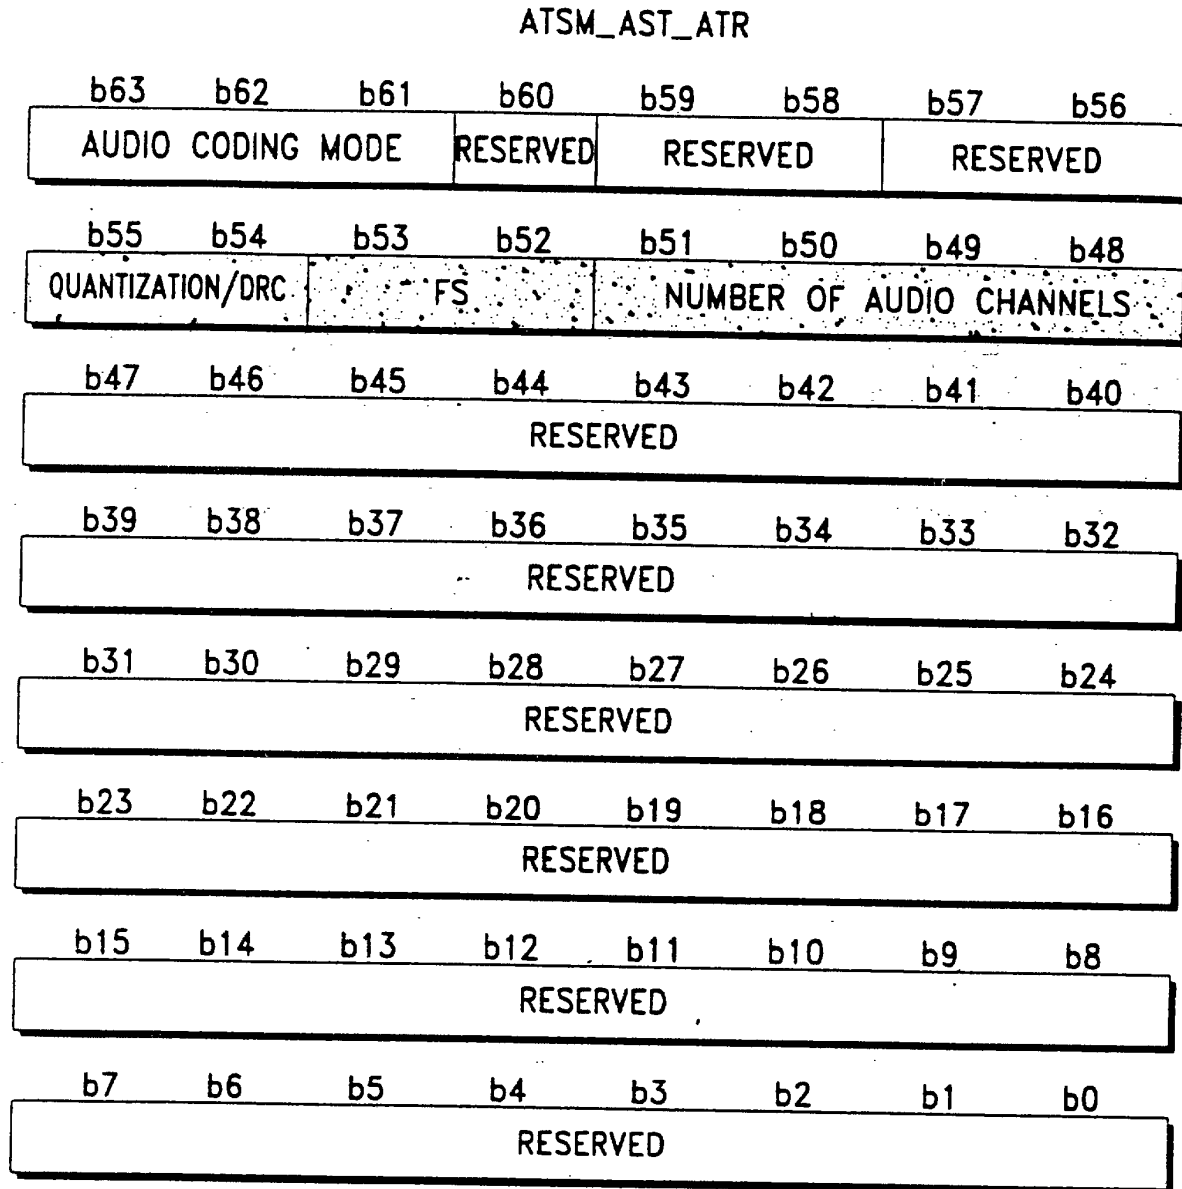 ATSM_AST_ATR
b63 b62 b61 b60 b59 b58 b57 b56
AUDIO CODING MODE RESERVED RESERVED RESERVED
b55 b54 b53 b52 b51 b50 b49 b48
QUANTIZATION/DRC FS NUMBER OF AUDIO CHANNELS
b47 b46 b45 b44 b43 b42 b41 b40
RESERVED
b39 b38 b37 b36 b35 b34 b33 b32
RESERVED
b31 b30 b29 b28 b27 b26 b25 b24
RESERVED
b23 b22 b21 b20 b19 b18 b17 b16
RESERVED
b15 b14 b13 b12 b11 b10 b9 b8
RESERVED
b7 b6 b5 b4 b3 b2 b1 b0
RESERVED